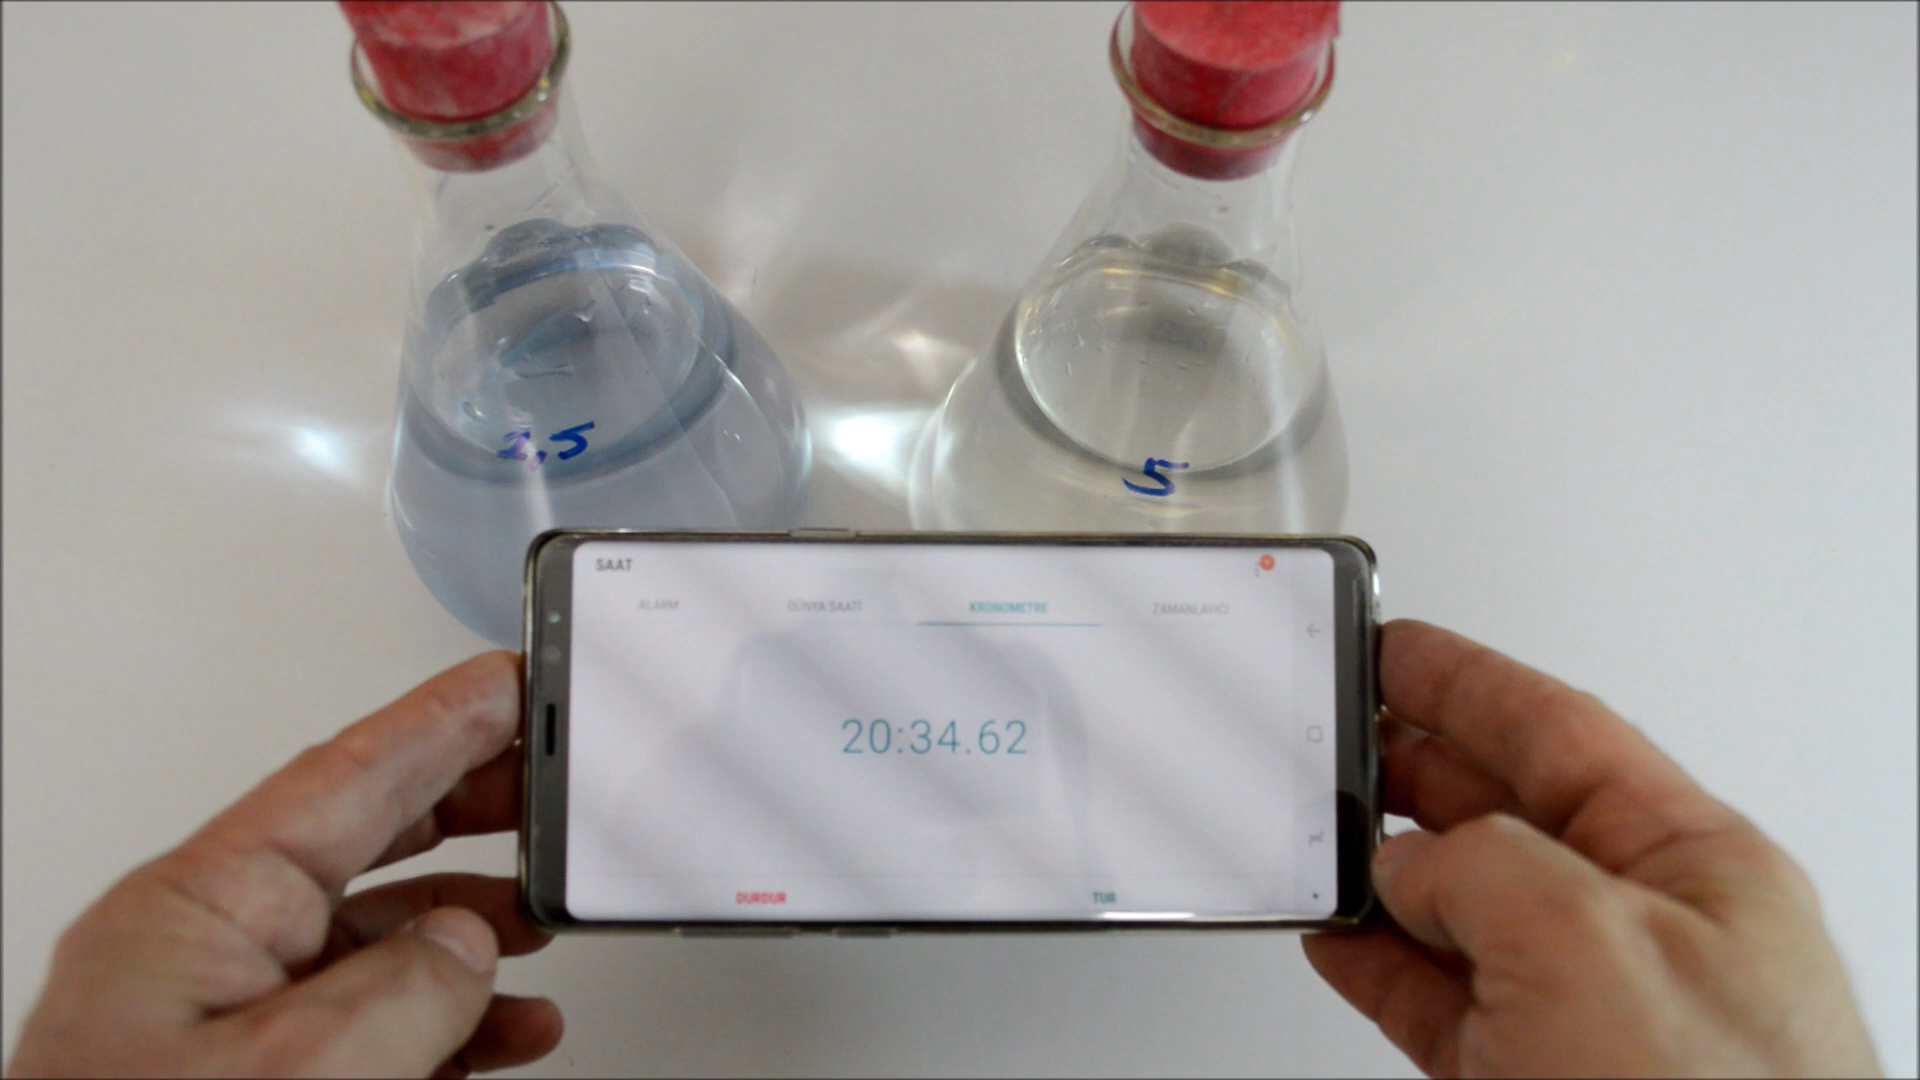 2,5
5
SAAT
ALARM DÜNYA SAATİ KRONOMETRE ZAMANLAYICI
20:34.62
DURDUR TUR